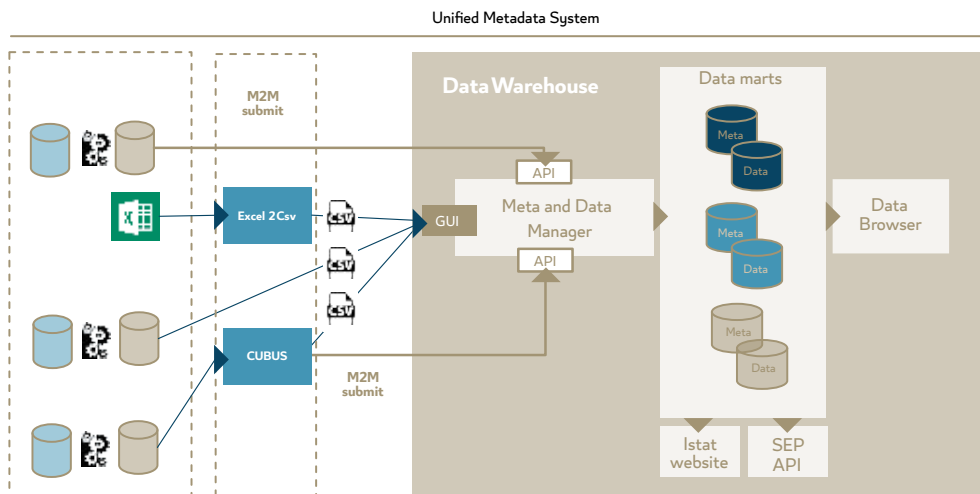 Unified Metadata System
M2M
submit
Data Warehouse
Data marts
Meta
Data
API
Excel 2Csv
CSV
GUI
Meta and Data
Manager
Meta
Data
Data
Browser
CSV
API
CSV
Meta
Data
CUBUS
M2M
submit
Istat
website
SEP
API